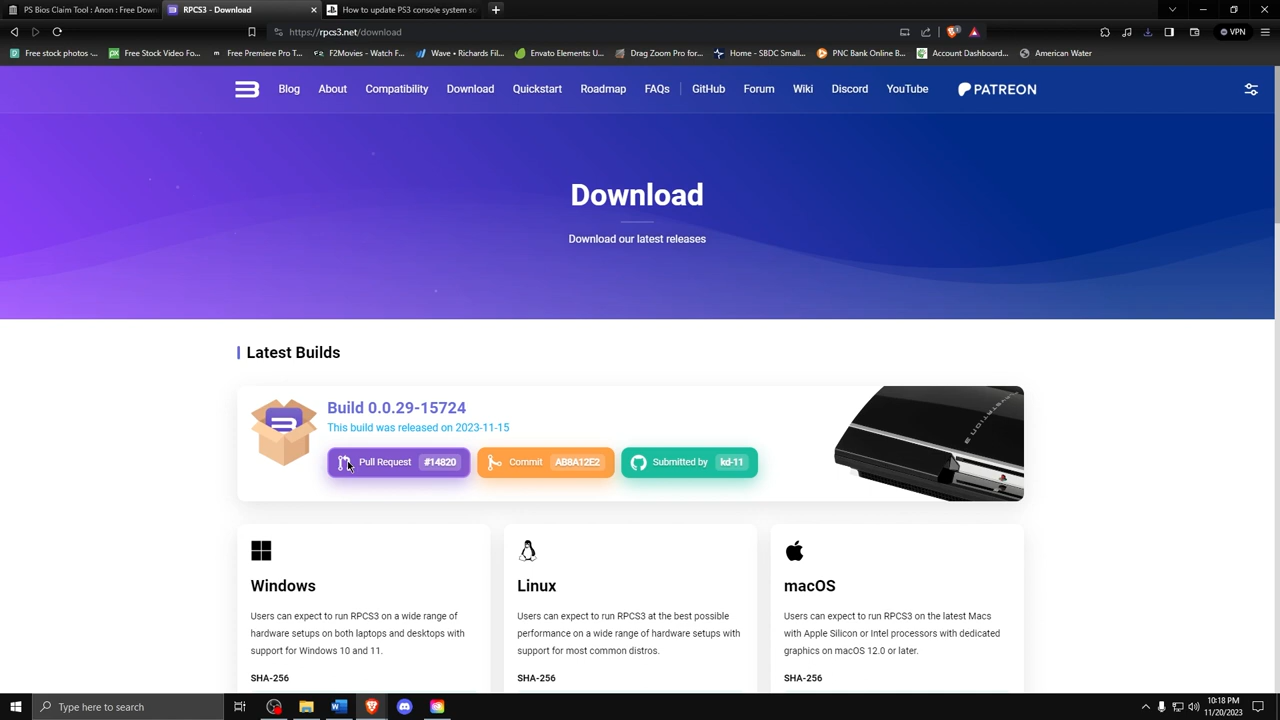 PS Bios Claim Tool : Anon : Free Down
RPCS3 - Download
How to update PS3 console system so
https://rpcs3.net/download
VPN
Free stock photos -...
Free Stock Video Fo...
Free Premiere Pro T...
F2Movies - Watch F...
Wave • Richards Fil...
Envato Elements: U...
Drag Zoom Pro for...
Home - SBDC Small...
PNC Bank Online B...
Account Dashboard...
American Water
Blog
About
Compatibility
Download
Quickstart
Roadmap
FAQs
GitHub
Forum
Wiki
Discord
YouTube
PATREON
Download
Download our latest releases
Latest Builds
Build 0.0.29-15724
This build was released on 2023-11-15
Pull Request #14820
Commit AB8A12E2
Submitted by kd-11
PLAYSTATION 3
Windows
Users can expect to run RPCS3 on a wide range of
hardware setups on both laptops and desktops with
support for Windows 10 and 11.
SHA-256
Linux
Users can expect to run RPCS3 at the best possible
performance on a wide range of hardware setups with
support for most common distros.
SHA-256
macOS
Users can expect to run RPCS3 on the latest Macs
with Apple Silicon or Intel processors with dedicated
graphics on macOS 12.0 or later.
SHA-256
Type here to search
10:18 PM
11/20/2023